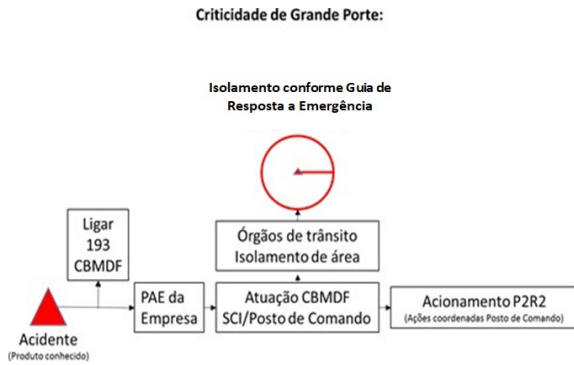 Criticidade de Grande Porte:
Isolamento conforme Guia de
Resposta a Emergência
Ligar
193
CBMDF
Órgãos de trânsito
Isolamento de área
PAE da
Empresa
Atuação CBMDF
SCI/Posto de Comando
Acionamento P2R2
(Ações coordenadas Posto de Comando)
Acidente
(Produto conhecido)